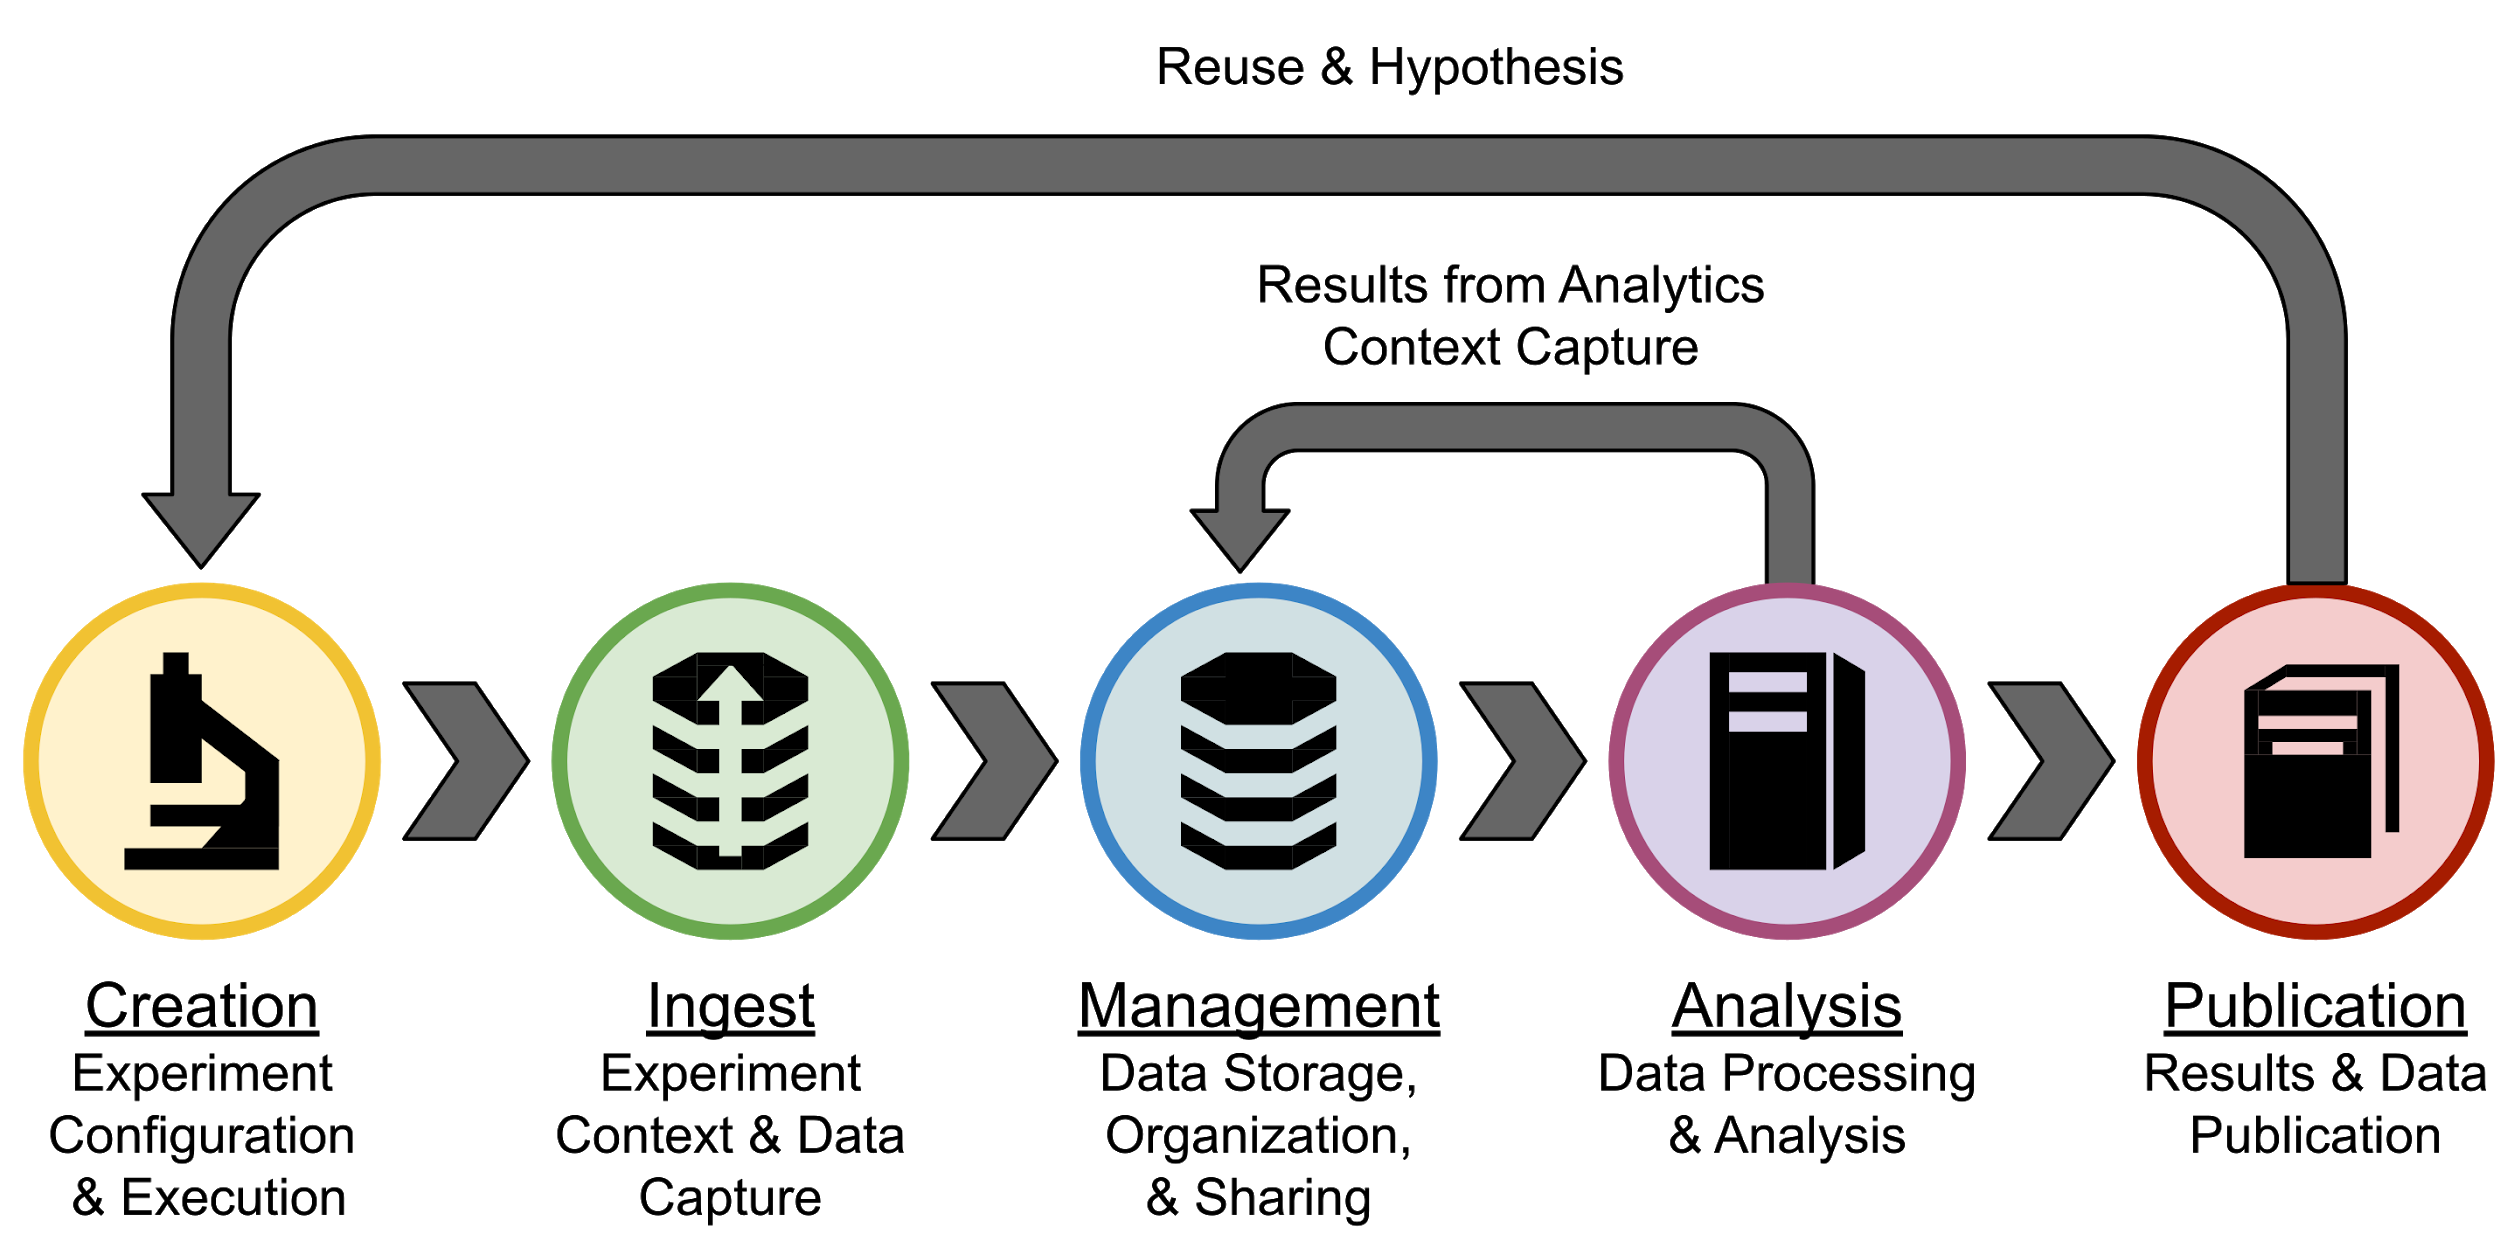 Reuse & Hypothesis
Results from Analytics
Context Capture
Creation
Experiment
Configuration
& Execution
Ingest
Experiment
Context & Data
Capture
Management
Data Storage,
Organization,
& Sharing
Analysis
Data Processing
& Analysis
Publication
Results & Data
Publication